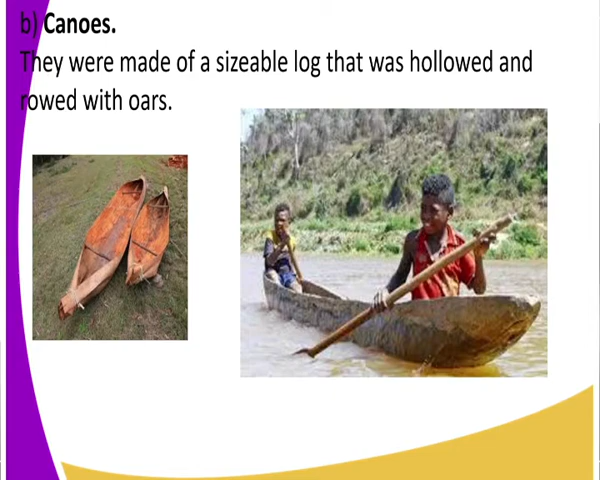 b) Canoes.
They were made of a sizeable log that was hollowed and
rowed with oars.